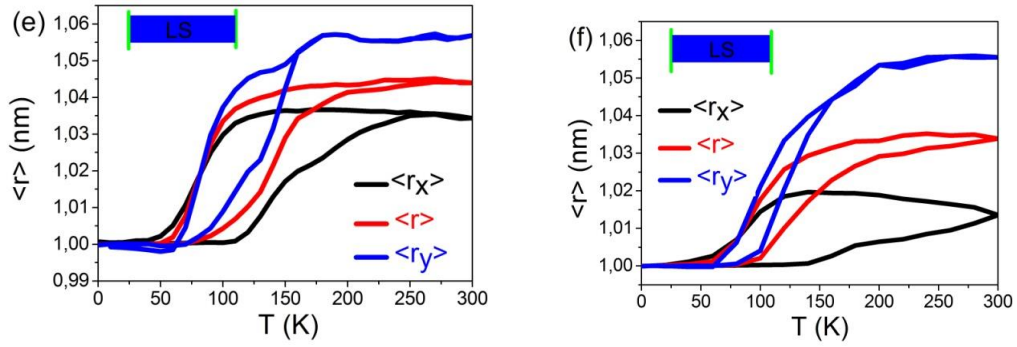 (e)
LS
1,06
1,05
1,04
1,03
1,02
1,01
1,00
0,99
<r> (nm)
<rx>
<r>
<ry>
0 50 100 150 200 250 300
T (K)
(f)
LS
1,06
1,05
1,04
1,03
1,02
1,01
1,00
<r> (nm)
<rx>
<r>
<ry>
0 50 100 150 200 250 300
T (K)